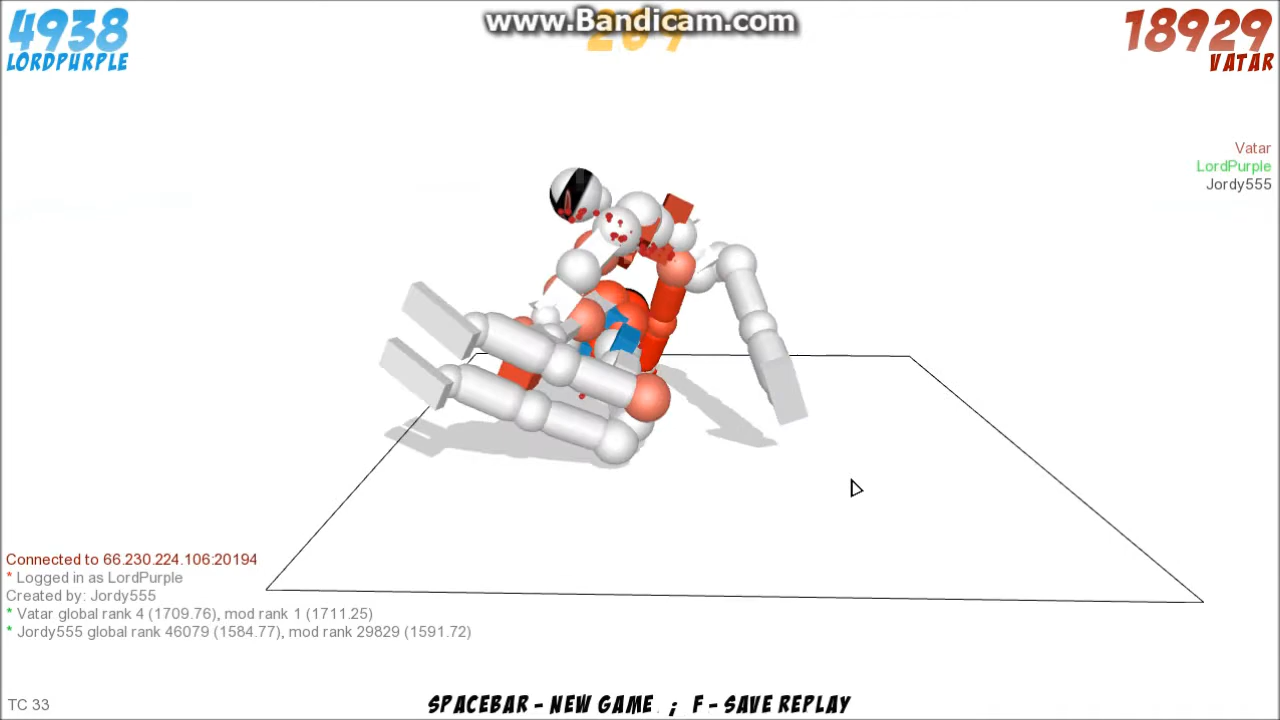 4938
LORDPURPLE
www.Bandicam.com
18929
VATAR
Vatar
LordPurple
Jordy555
Connected to 66.230.224.106:20194
* Logged in as LordPurple
Created by: Jordy555
* Vatar global rank 4 (1709.76), mod rank 1 (1711.25)
* Jordy555 global rank 46079 (1584.77), mod rank 29829 (1591.72)
TC 33
SPACEBAR - NEW GAME ; F - SAVE REPLAY